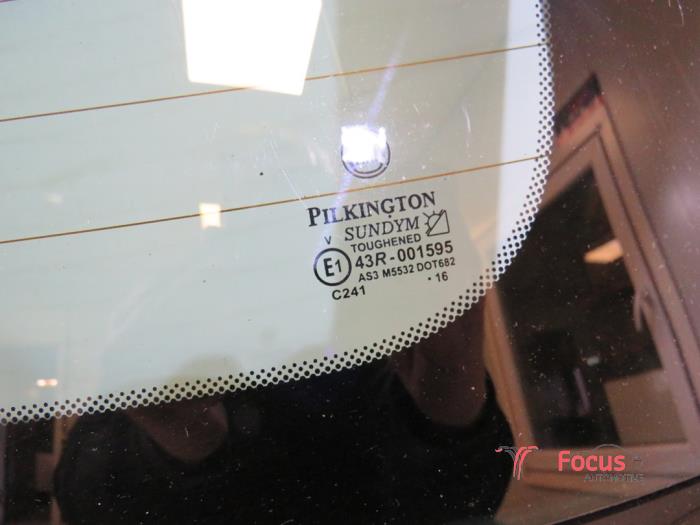 PILKINGTON
V SUNDYM
TOUGHENED
E1 43R-001595
AS3 M5532 DOT682
C241 ·16
Focus
AUTOMOTIVE